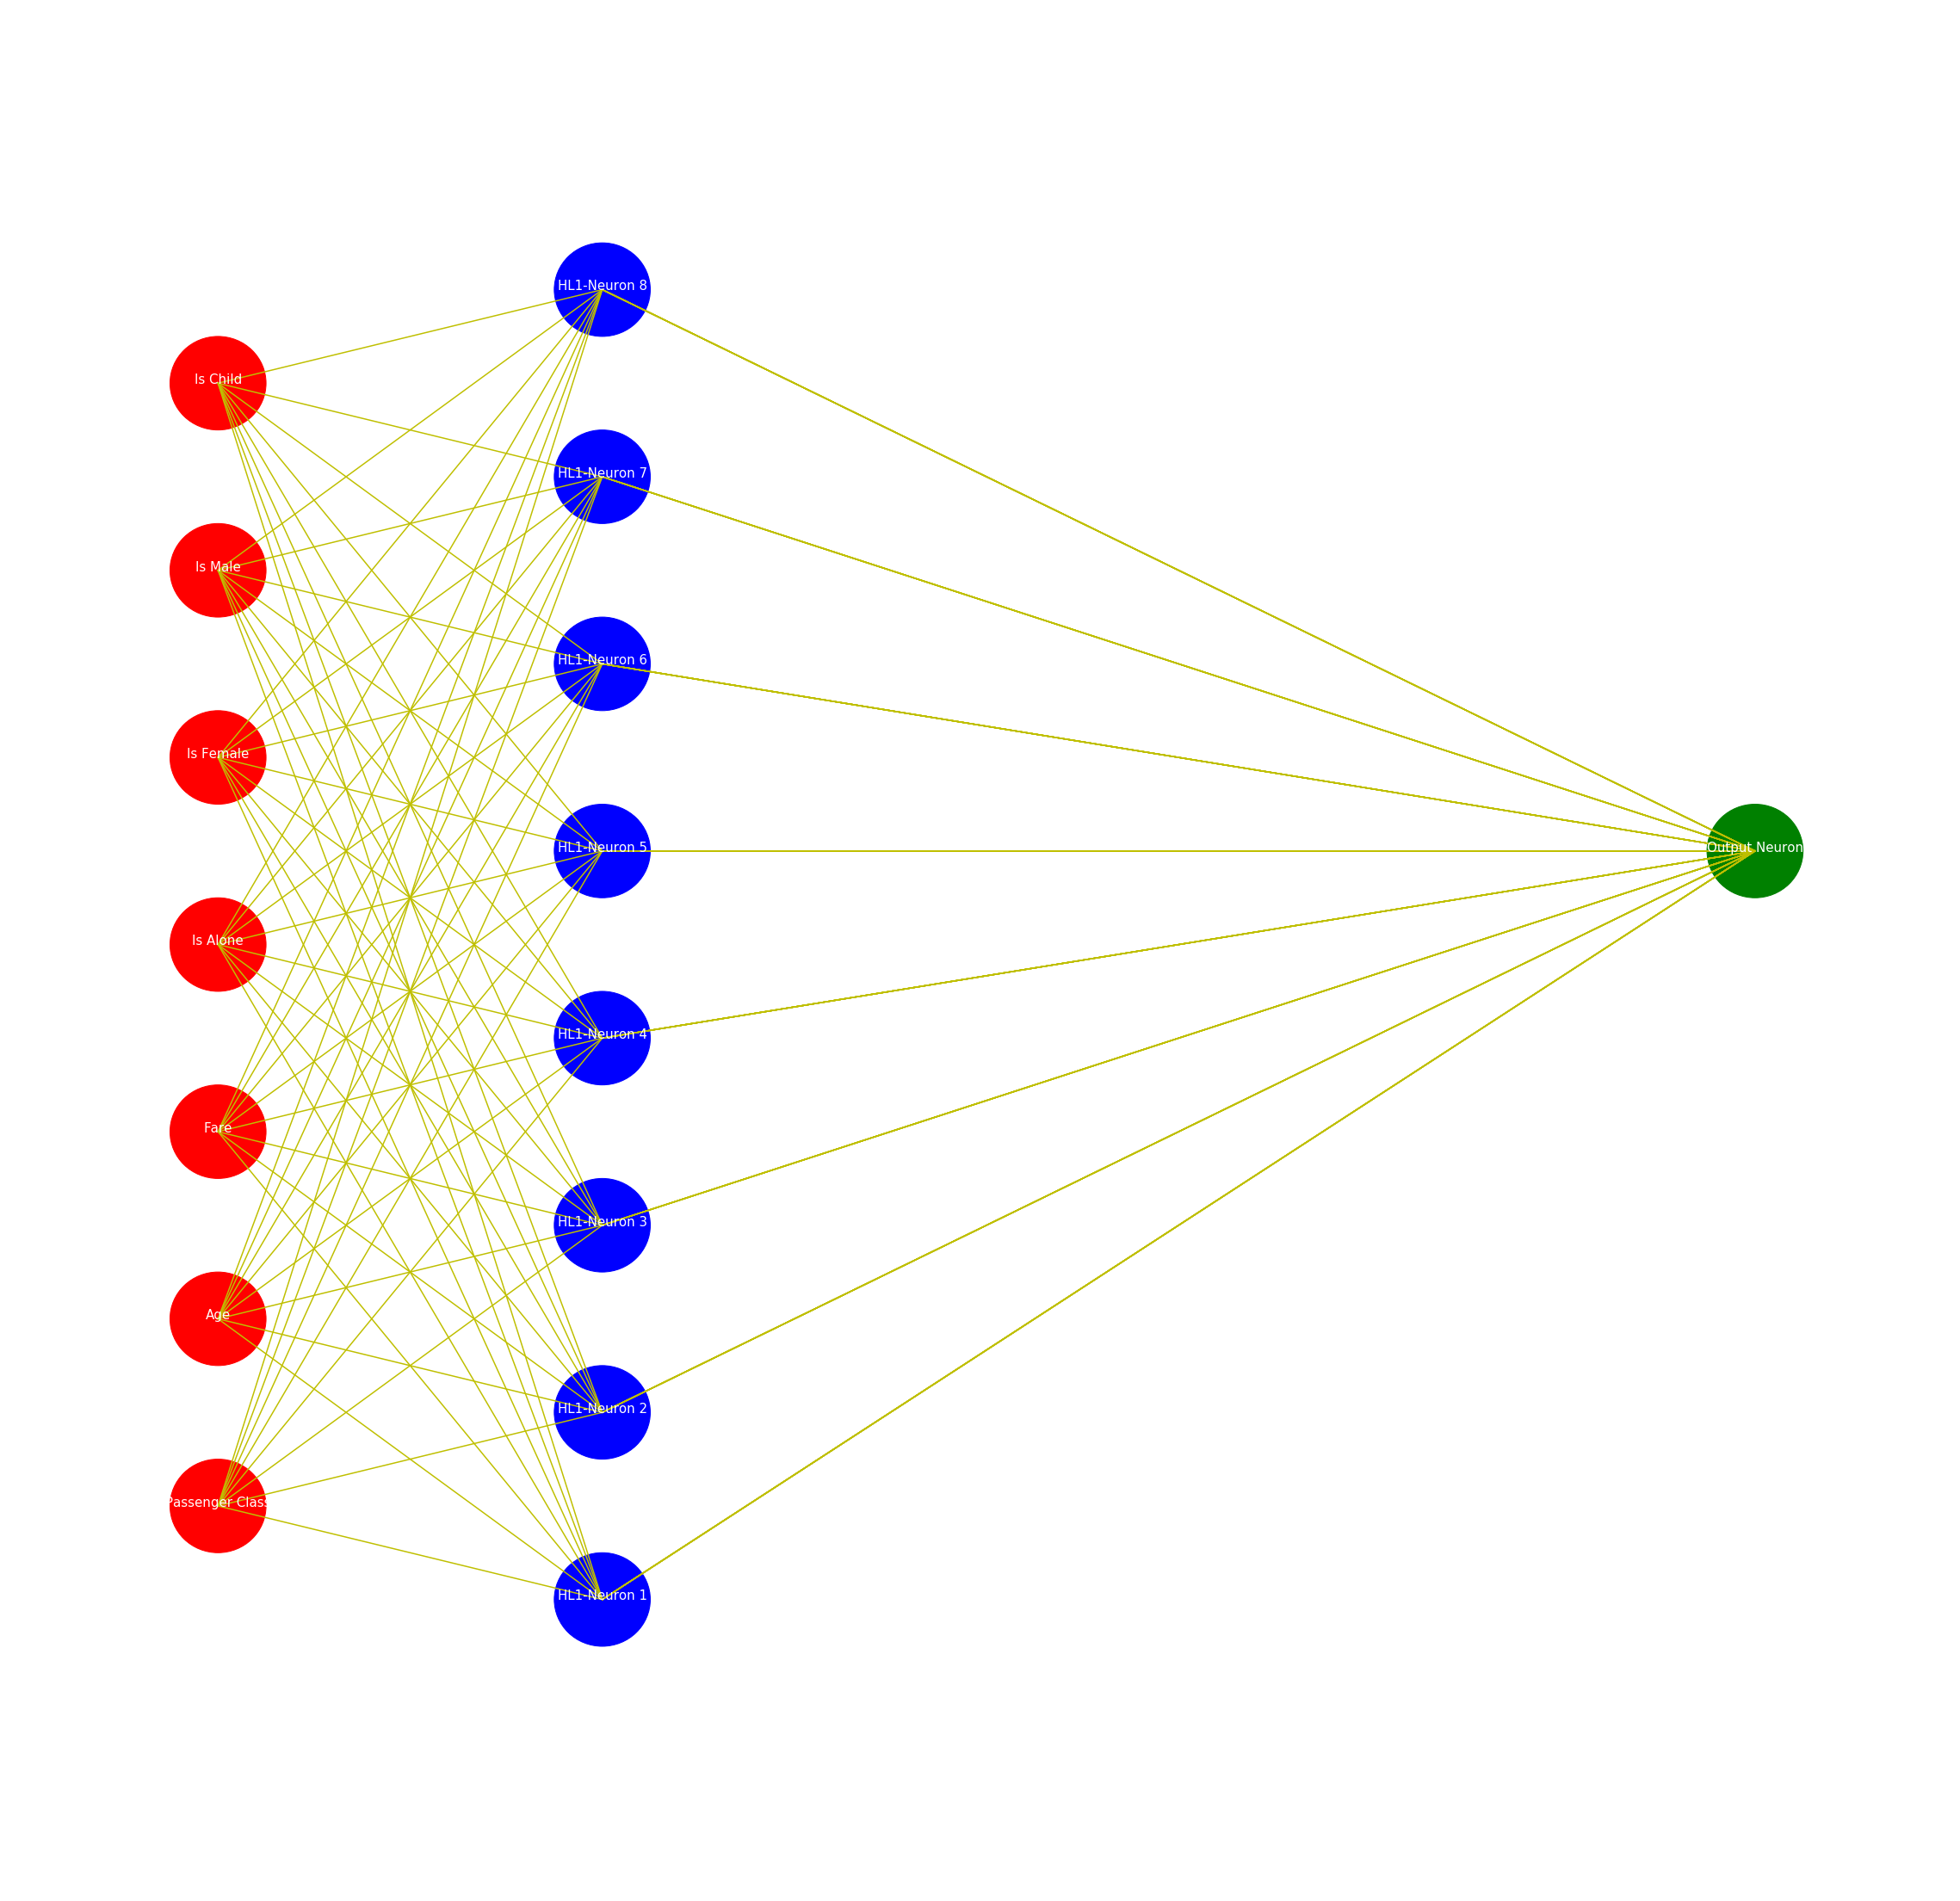 Is Child
Is Male
Is Female
Is Alone
Fare
Age
Passenger Class
HL1-Neuron 8
HL1-Neuron 7
HL1-Neuron 6
HL1-Neuron 5
HL1-Neuron 4
HL1-Neuron 3
HL1-Neuron 2
HL1-Neuron 1
Output Neuron